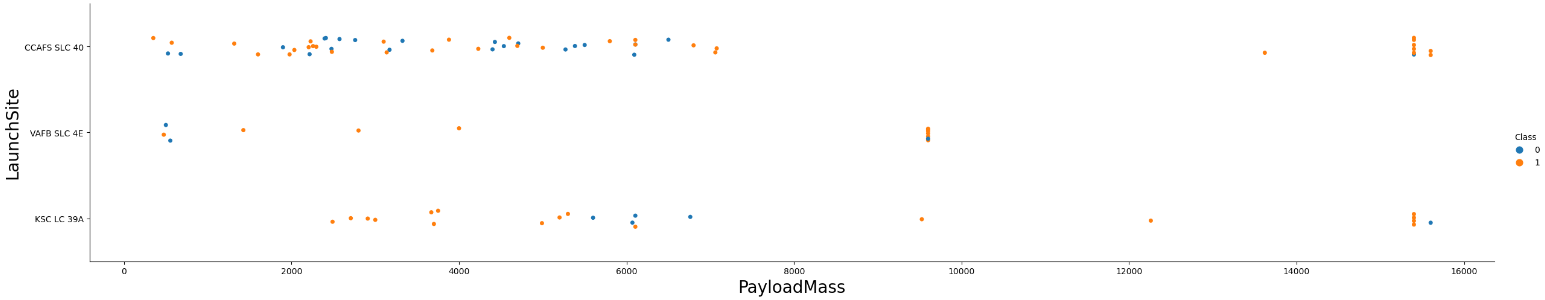 LaunchSite
CCAFS SLC 40
VAFB SLC 4E
KSC LC 39A
Class
0
1
0 2000 4000 6000 8000 10000 12000 14000 16000
PayloadMass